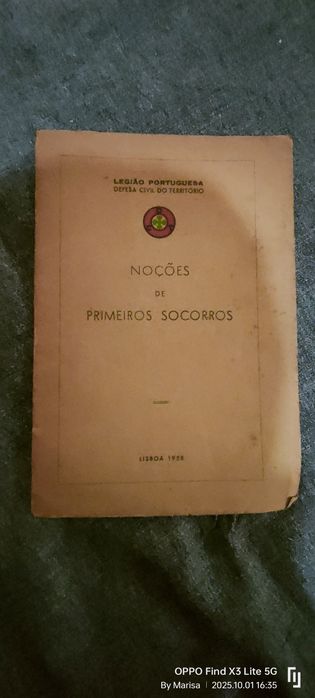 LEGIÃO PORTUGUESA
DEFESA CIVIL DO TERRITÓRIO
NOÇÕES
DE
PRIMEIROS SOCORROS
LISBOA 1958
OPPO Find X3 Lite 5G
By Marisa | 2025.10.01 16:35